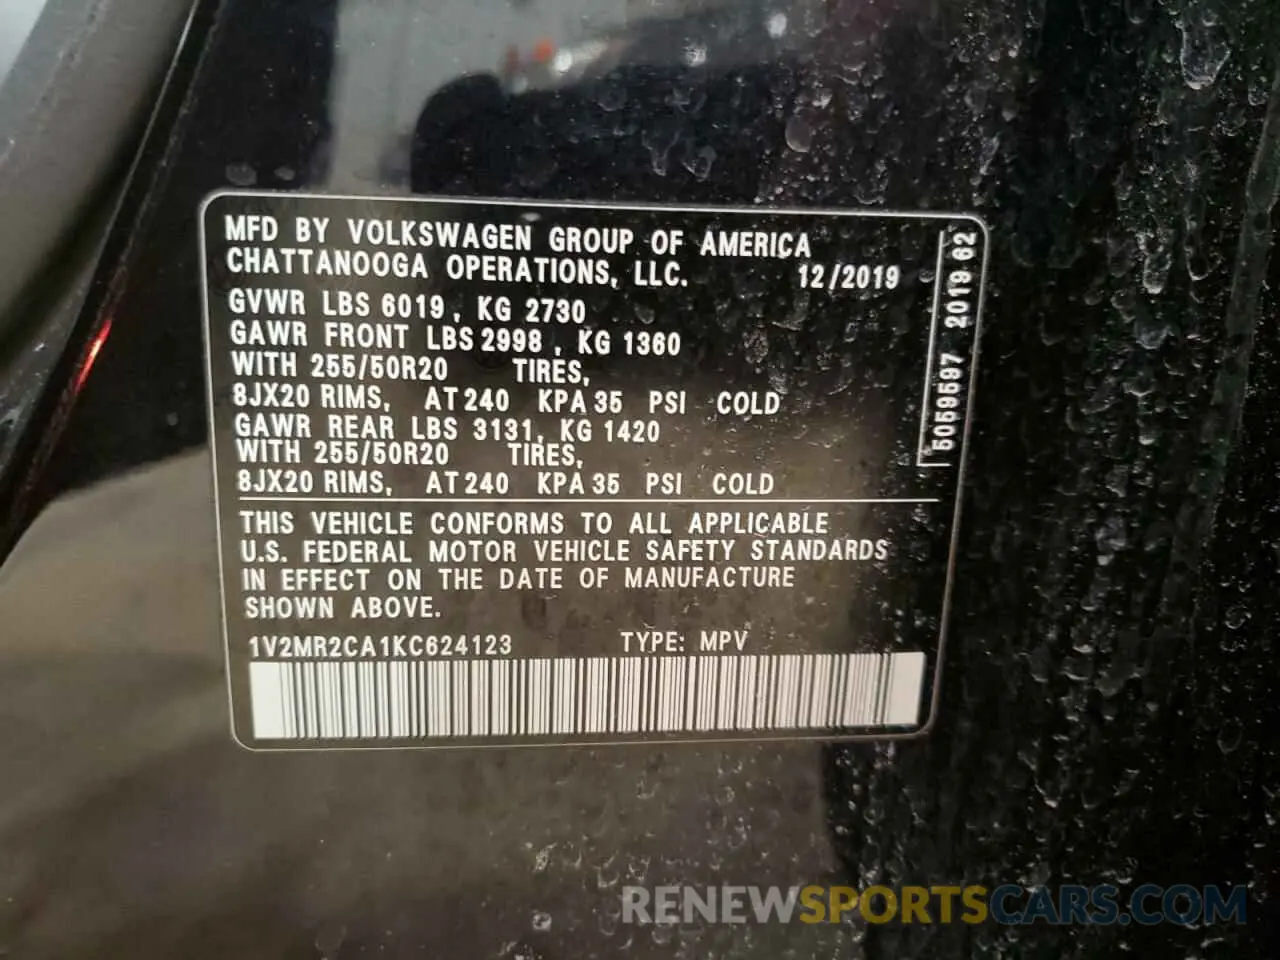 MFD BY VOLKSWAGEN GROUP OF AMERICA
CHATTANOOGA OPERATIONS, LLC. 12/2019
GVWR LBS 6019, KG 2730
GAWR FRONT LBS 2998, KG 1360
WITH 255/50R20 TIRES,
8JX20 RIMS, AT 240 KPA 35 PSI COLD
GAWR REAR LBS 3131, KG 1420
WITH 255/50R20 TIRES,
8JX20 RIMS, AT 240 KPA 35 PSI COLD
THIS VEHICLE CONFORMS TO ALL APPLICABLE
U.S. FEDERAL MOTOR VEHICLE SAFETY STANDARDS
IN EFFECT ON THE DATE OF MANUFACTURE
SHOWN ABOVE.
1V2MR2CA1KC624123 TYPE: MPV
5059597 2019 62
RENEWSPORTSCARS.COM